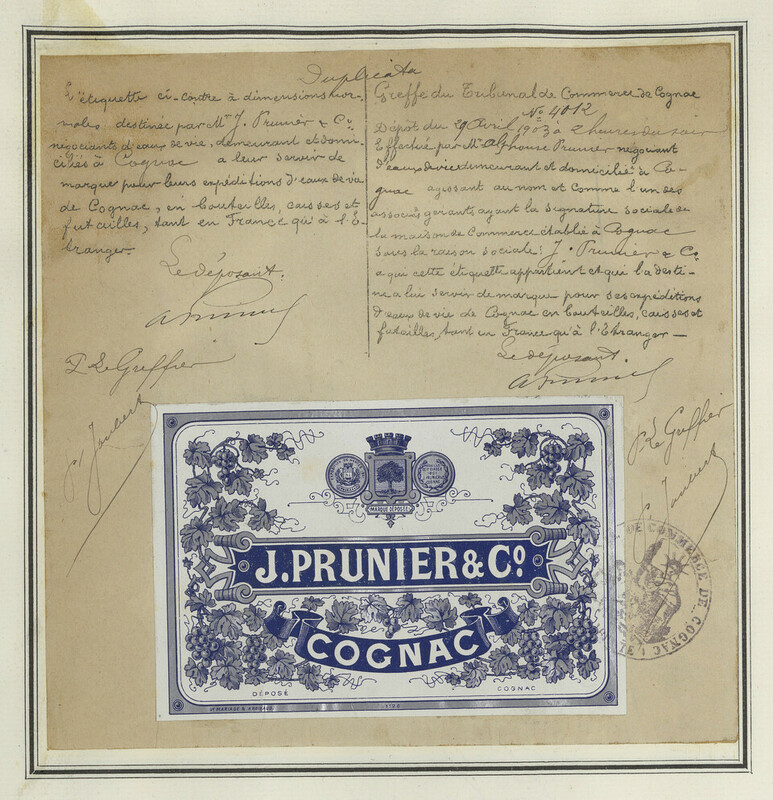 Duplicata
L'étiquette ci-contre à dimensions nor-
males destinée par Mr J. Prunier & Co
négociants d'eaux de vie, demeurant et domi-
ciliés à Cognac a leur servir de
marque pour leurs expéditions d'eaux de vie
de Cognac, en bouteilles, caisses et
futailles, tant en France qu'à l'E-
tranger.
Le déposant.
P. Le Greffier
Greffe du Tribunal de Commerce de Cognac
No 4012
Dépôt du 29 Avril 1903 a 2 heures du soir
Effectué par Mr Alphonse Prunier négociant
d'eaux de vie demeurant et domicilié à Co-
gnac agissant au nom et comme l'un des
associés gérants ayant la signature sociale de
la maison de Commerce établie à Cognac
sous la raison sociale: J. Prunier & Co
a qui cette étiquette appartient et qui la desti-
ne a lui servir de marque pour ses expéditions
d'eaux de vie de Cognac en bouteilles, caisses et
futailles, tant en France qu'à l'Etranger
Le déposant.
P. Le Greffier
MARQUE DÉPOSÉE
J. PRUNIER & Co.
COGNAC
DÉPOSÉ
COGNAC
DE COMMERCE DE COGNAC